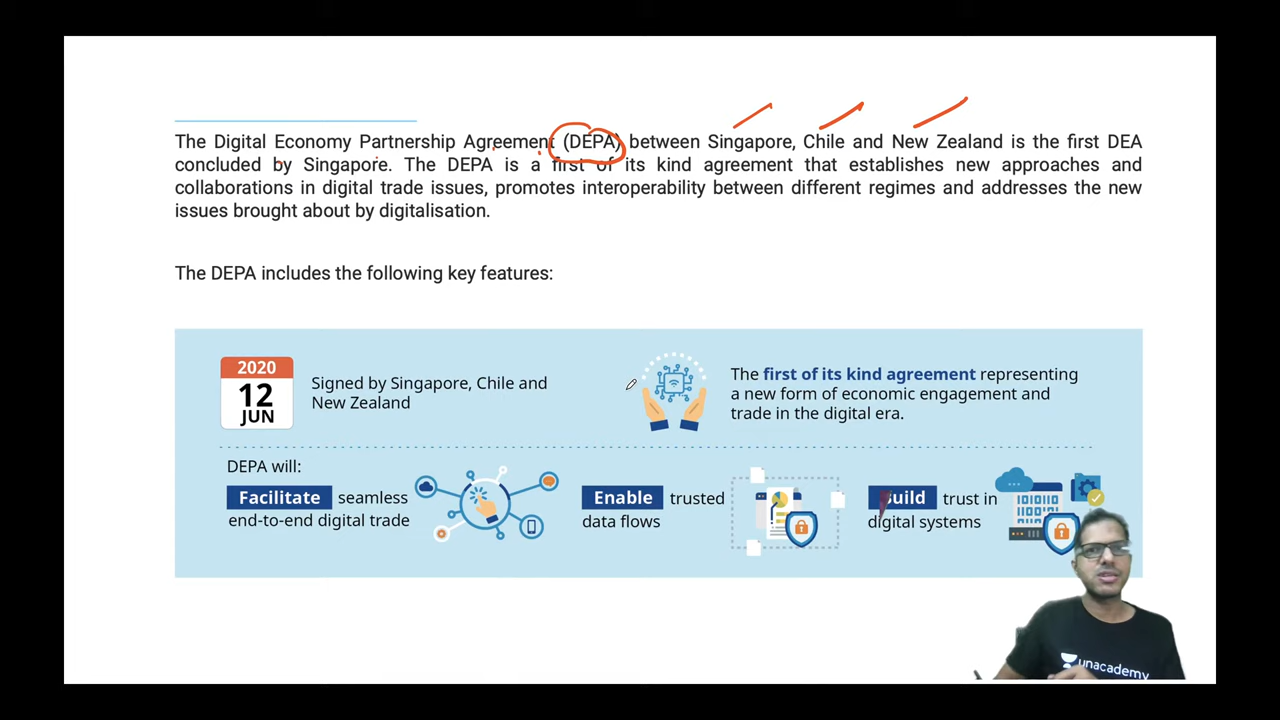 The Digital Economy Partnership Agreement (DEPA) between Singapore, Chile and New Zealand is the first DEA
concluded by Singapore. The DEPA is a first of its kind agreement that establishes new approaches and
collaborations in digital trade issues, promotes interoperability between different regimes and addresses the new
issues brought about by digitalisation.
The DEPA includes the following key features:
2020
12
JUN
Signed by Singapore, Chile and
New Zealand
The first of its kind agreement representing
a new form of economic engagement and
trade in the digital era.
DEPA will:
Facilitate seamless
end-to-end digital trade
Enable trusted
data flows
Build trust in
digital systems
unacademy